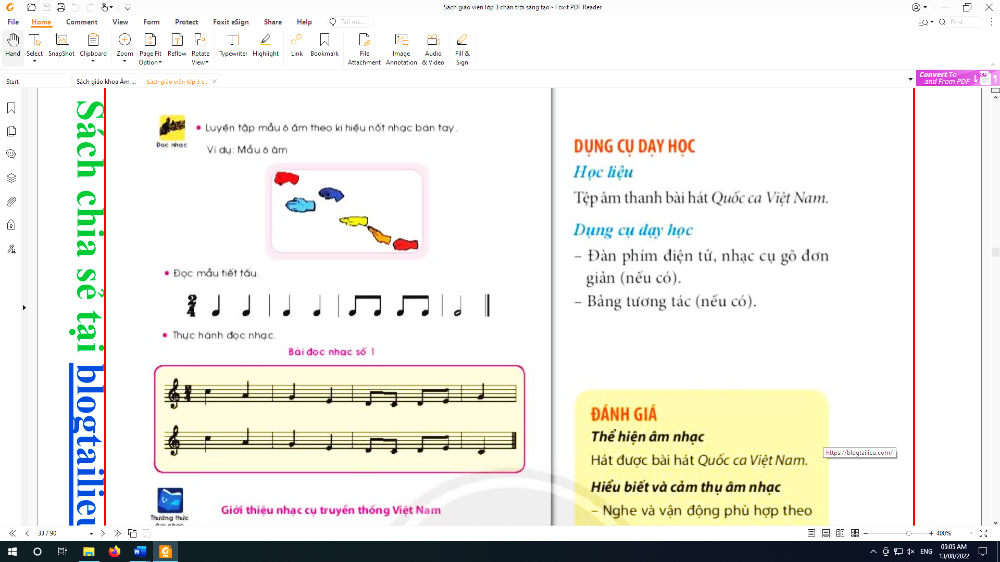 Sách giáo viên lớp 3 chân trời sáng tạo - Foxit PDF Reader
File Home Comment View Form Protect Foxit eSign Share Help Tell me... Find
Hand Select SnapShot Clipboard Zoom Page Fit Option Reflow Rotate View Typewriter Highlight Link Bookmark File Attachment Image Annotation Audio & Video Fill & Sign
Start Sách giáo khoa Âm ... Sách giáo viên lớp 3 c...
Convert To
and From PDF
PDF
Sách chia sẽ tại blogtailieu
Đọc nhạc
• Luyện tập mẫu 6 âm theo kí hiệu nốt nhạc bàn tay.
Ví dụ: Mẫu 6 âm
• Đọc mẫu tiết tấu.
2
4
• Thực hành đọc nhạc.
Bài đọc nhạc số 1
2
4
Thường thức
âm nhạc
Giới thiệu nhạc cụ truyền thống Việt Nam
DỤNG CỤ DẠY HỌC
Học liệu
Tệp âm thanh bài hát Quốc ca Việt Nam.
Dụng cụ dạy học
– Đàn phím điện tử, nhạc cụ gõ đơn
giản (nếu có).
– Bảng tương tác (nếu có).
ĐÁNH GIÁ
Thể hiện âm nhạc
Hát được bài hát Quốc ca Việt Nam.
Hiểu biết và cảm thụ âm nhạc
– Nghe và vận động phù hợp theo
https://blogtailieu.com/
33 / 90
400%
ENG
05:05 AM
13/08/2022